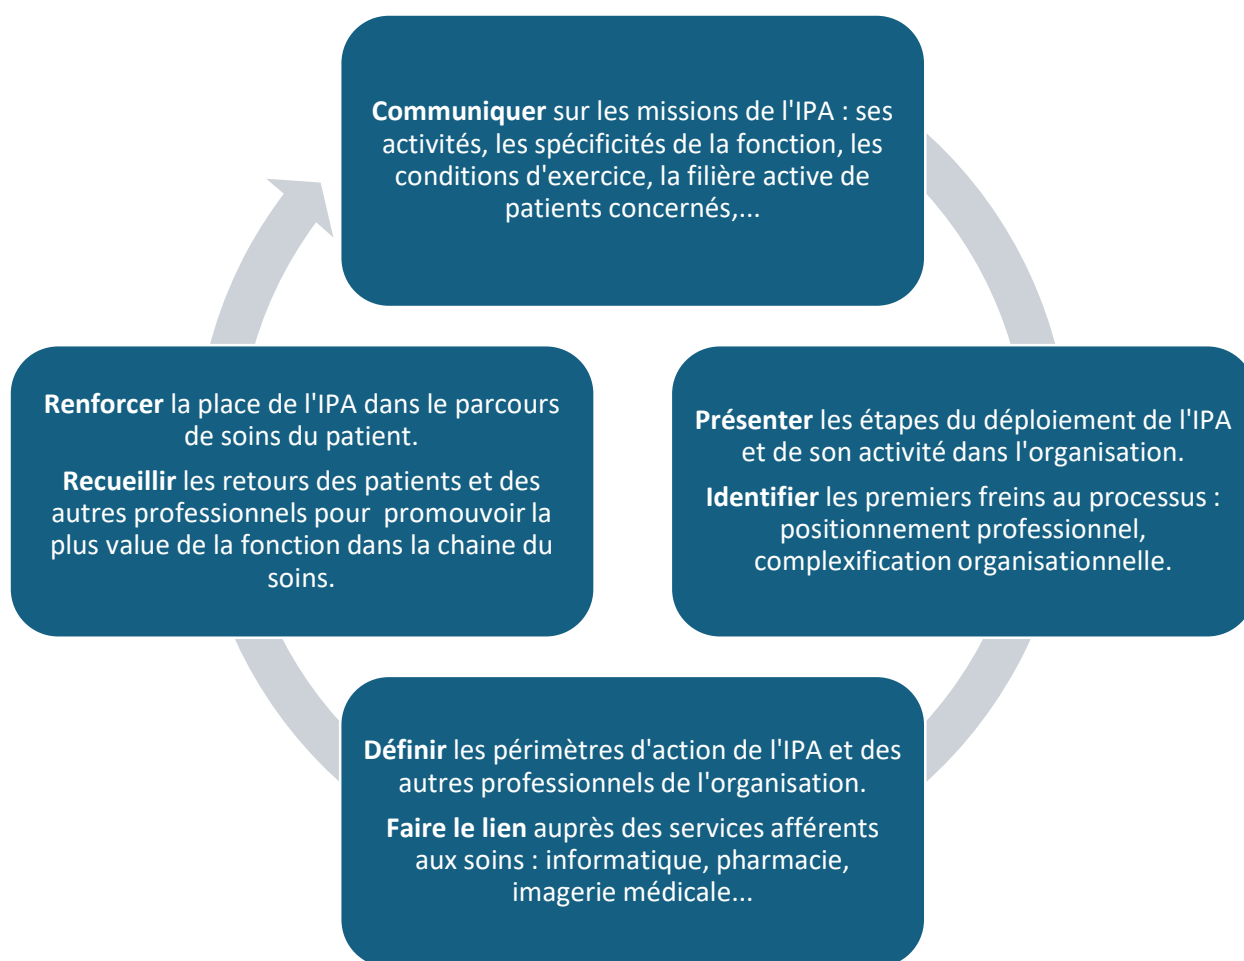 Communiquer sur les missions de l'IPA : ses
activités, les spécificités de la fonction, les
conditions d'exercice, la filière active de
patients concernés,...
Présenter les étapes du déploiement de l'IPA
et de son activité dans l'organisation.
Identifier les premiers freins au processus :
positionnement professionnel,
complexification organisationnelle.
Définir les périmètres d'action de l'IPA et des
autres professionnels de l'organisation.
Faire le lien auprès des services afférents
aux soins : informatique, pharmacie,
imagerie médicale...
Renforcer la place de l'IPA dans le parcours
de soins du patient.
Recueillir les retours des patients et des
autres professionnels pour  promouvoir la
plus value de la fonction dans la chaine du
soins.